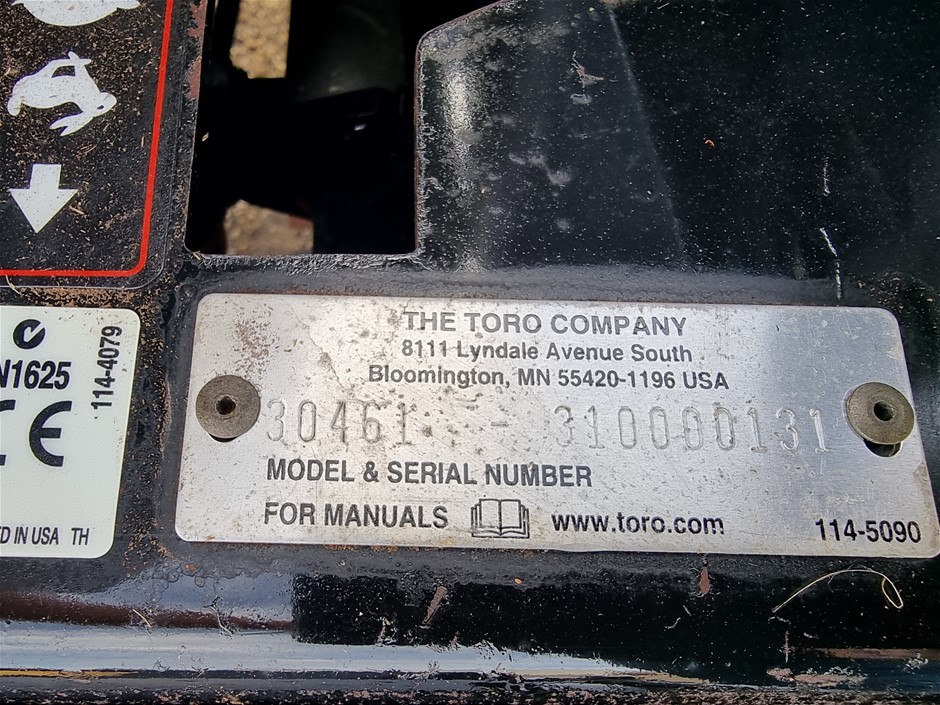 N1625
114-4079
CE
ED IN USA TH
THE TORO COMPANY
8111 Lyndale Avenue South
Bloomington, MN 55420-1196 USA
30461 - 310000131
MODEL & SERIAL NUMBER
FOR MANUALS www.toro.com
114-5090